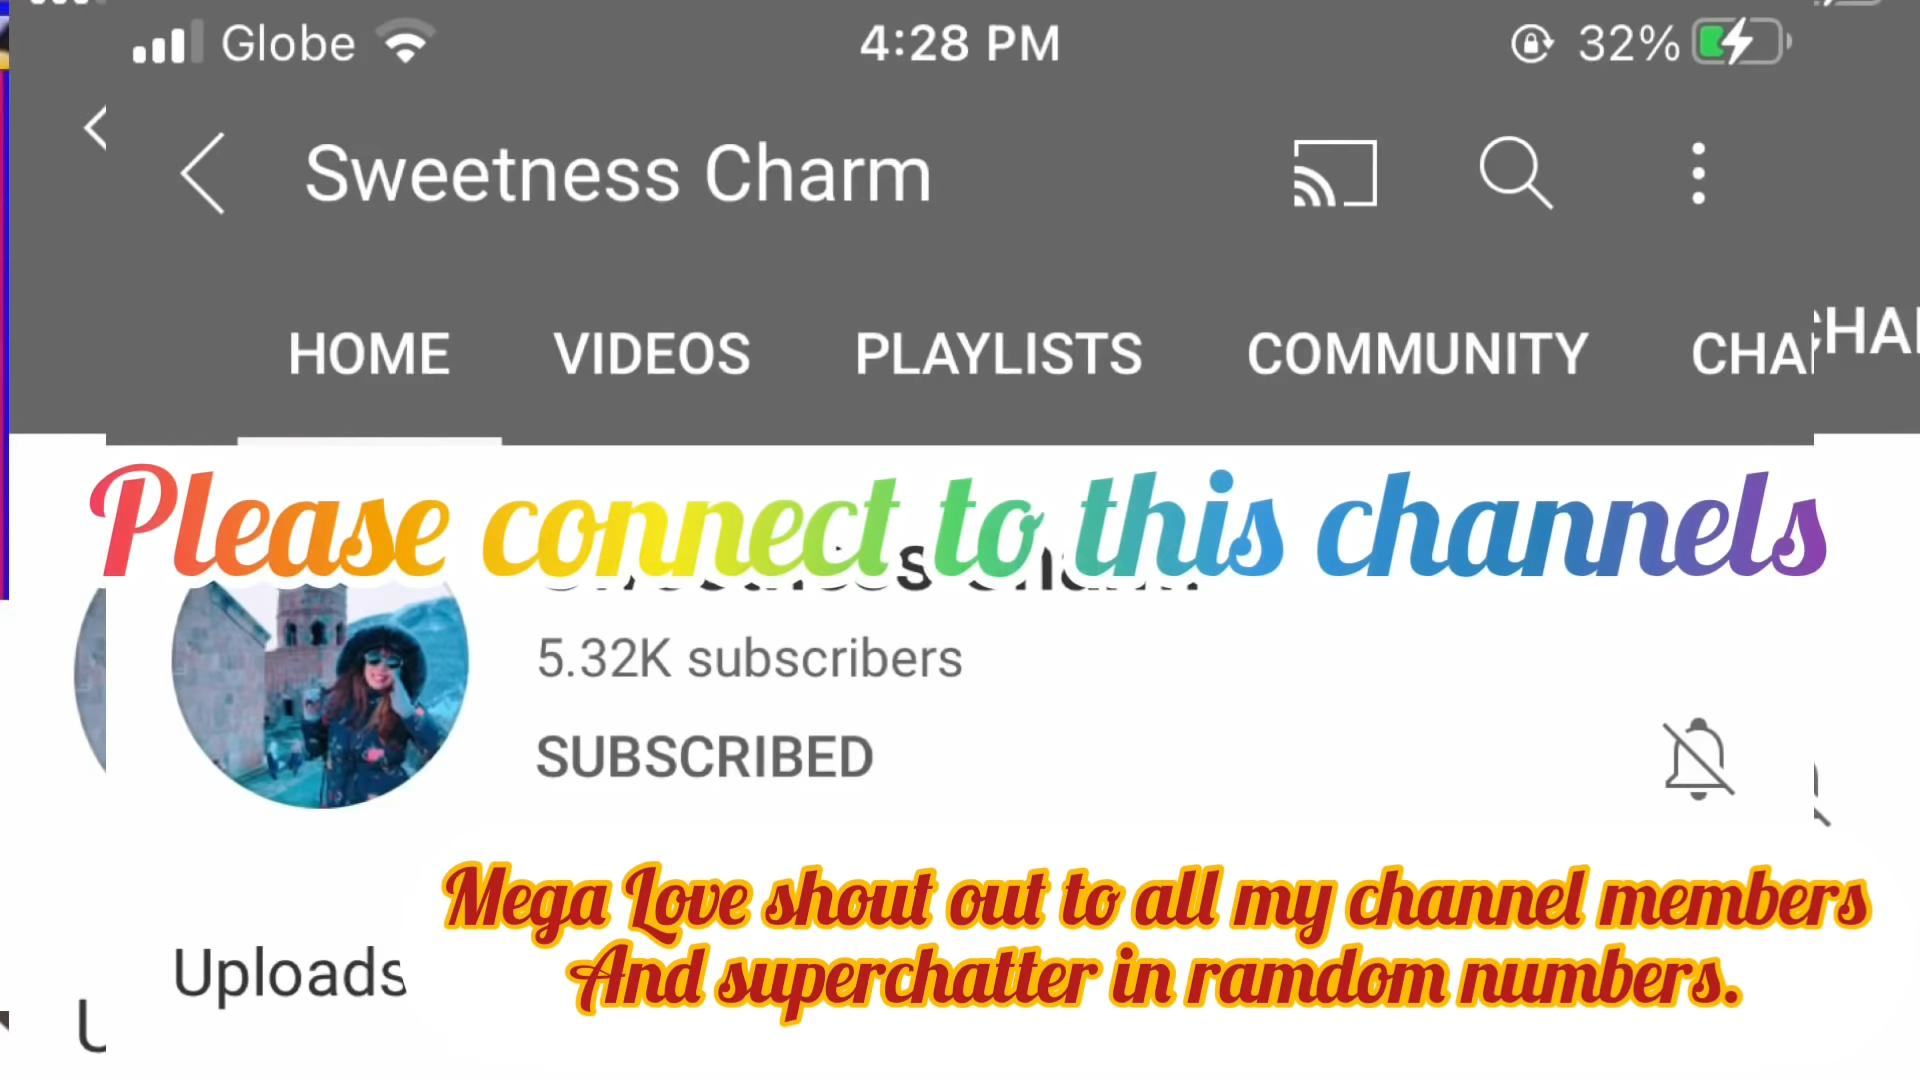 Globe 4:28 PM 32%
Sweetness Charm
HOME VIDEOS PLAYLISTS COMMUNITY CHA
Please connect to this channels
5.32K subscribers
SUBSCRIBED
Mega Love shout out to all my channel members
Uploads
And superchatter in ramdom numbers.